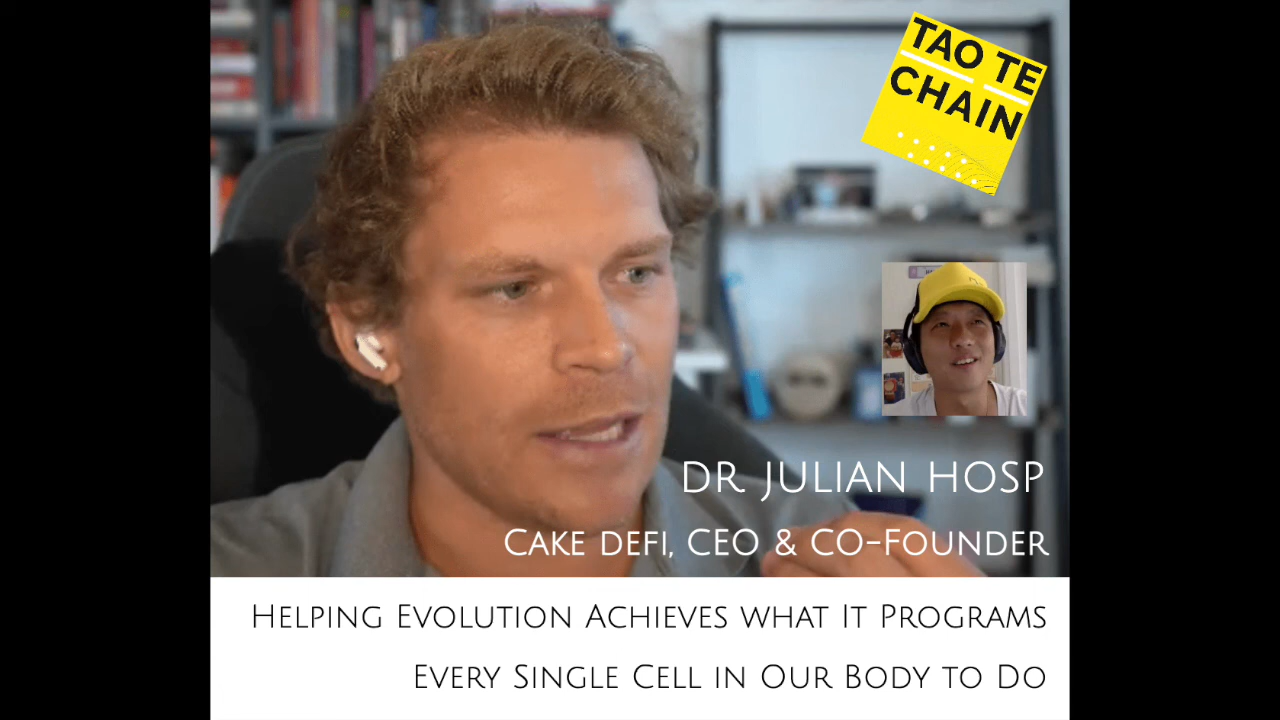 TAO TE
CHAIN
DR. JULIAN HOSP
CAKE DEFI, CEO & CO-FOUNDER
HELPING EVOLUTION ACHIEVES WHAT IT PROGRAMS
EVERY SINGLE CELL IN OUR BODY TO DO